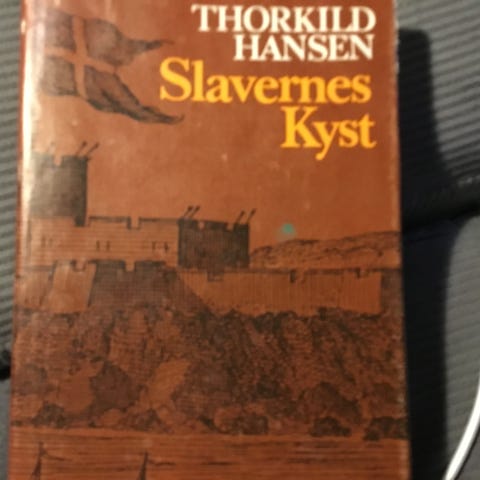 THORKILD
HANSEN
Slavernes
Kyst